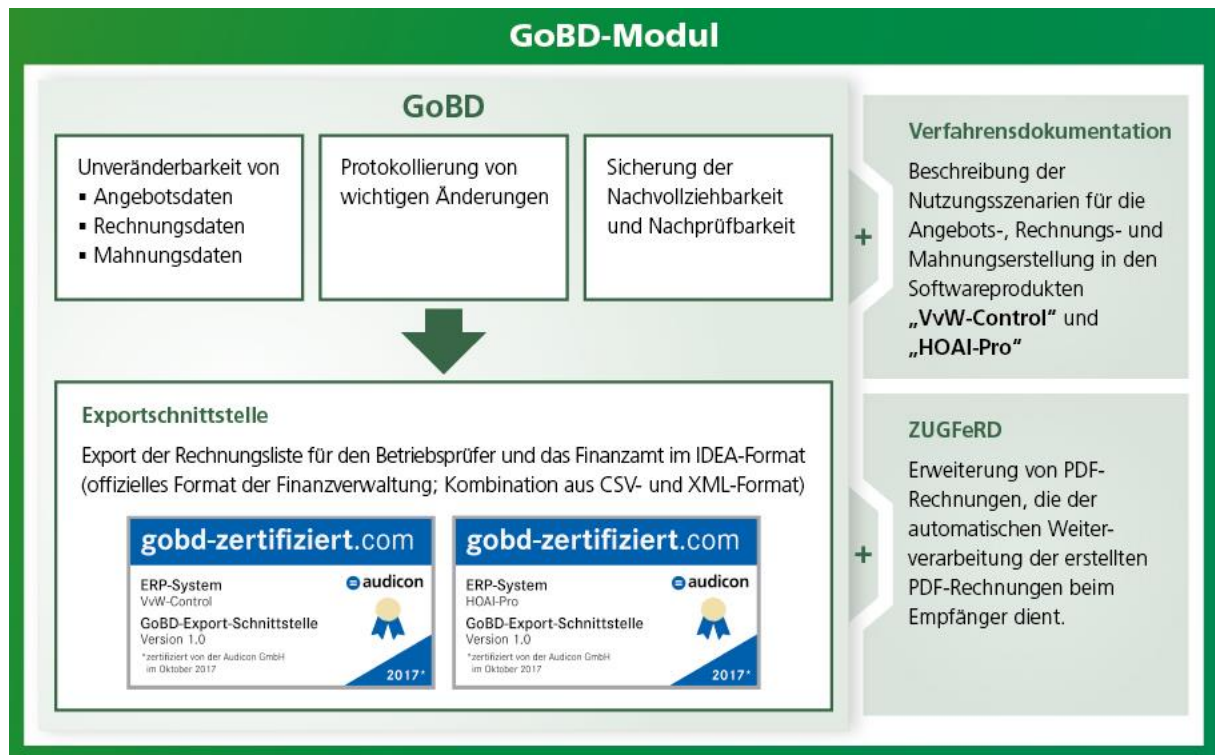 GoBD-Modul
GoBD
Unveränderbarkeit von
▪ Angebotsdaten
▪ Rechnungsdaten
▪ Mahnungsdaten
Protokollierung von
wichtigen Änderungen
Sicherung der
Nachvollziehbarkeit
und Nachprüfbarkeit
Exportschnittstelle
Export der Rechnungsliste für den Betriebsprüfer und das Finanzamt im IDEA-Format
(offizielles Format der Finanzverwaltung; Kombination aus CSV- und XML-Format)
gobd-zertifiziert.com
ERP-System
VvW-Control
audicon
GoBD-Export-Schnittstelle
Version 1.0
*zertifiziert von der Audicon GmbH
im Oktober 2017
2017*
gobd-zertifiziert.com
ERP-System
HOAI-Pro
audicon
GoBD-Export-Schnittstelle
Version 1.0
*zertifiziert von der Audicon GmbH
im Oktober 2017
2017*
+
Verfahrensdokumentation
Beschreibung der
Nutzungsszenarien für die
Angebots-, Rechnungs- und
Mahnungserstellung in den
Softwareprodukten
„VvW-Control“ und
„HOAI-Pro“
+
ZUGFeRD
Erweiterung von PDF-
Rechnungen, die der
automatischen Weiter-
verarbeitung der erstellten
PDF-Rechnungen beim
Empfänger dient.